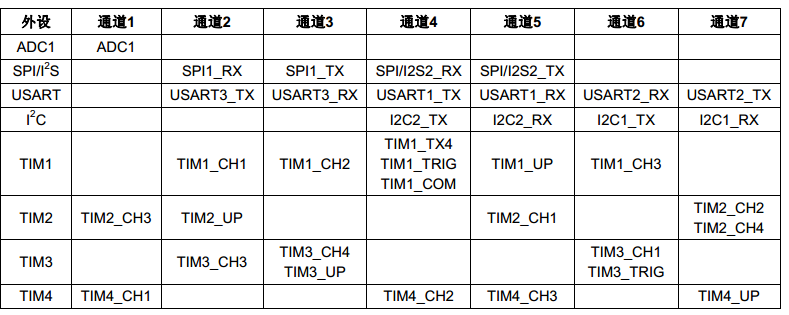 外设 通道1 通道2 通道3 通道4 通道5 通道6 通道7
ADC1 ADC1
SPI/I²S SPI1_RX SPI1_TX SPI/I2S2_RX SPI/I2S2_TX
USART USART3_TX USART3_RX USART1_TX USART1_RX USART2_RX USART2_TX
I²C I2C2_TX I2C2_RX I2C1_TX I2C1_RX
TIM1 TIM1_CH1 TIM1_CH2 TIM1_TX4 TIM1_TRIG TIM1_COM TIM1_UP TIM1_CH3
TIM2 TIM2_CH3 TIM2_UP TIM2_CH1 TIM2_CH2 TIM2_CH4
TIM3 TIM3_CH3 TIM3_CH4 TIM3_UP TIM3_CH1 TIM3_TRIG
TIM4 TIM4_CH1 TIM4_CH2 TIM4_CH3 TIM4_UP